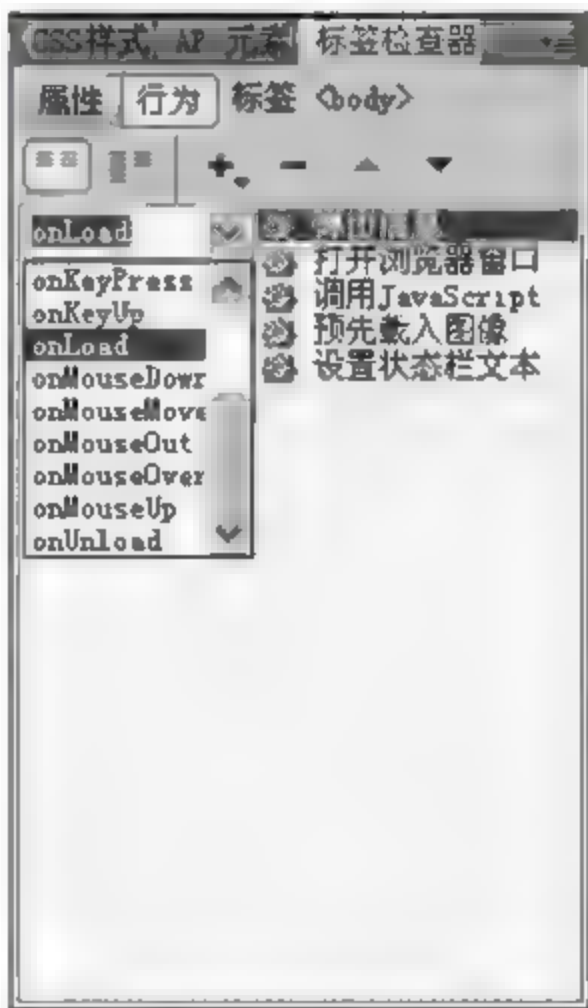 CSS样式 AP 元素 标签检查器
属性 行为 标签 <body>
onLoad
打开浏览器窗口
调用JavaScript
预先载入图像
设置状态栏文本
onKeyPress
onKeyUp
onLoad
onMouseDown
onMouseMove
onMouseOut
onMouseOver
onMouseUp
onUnload